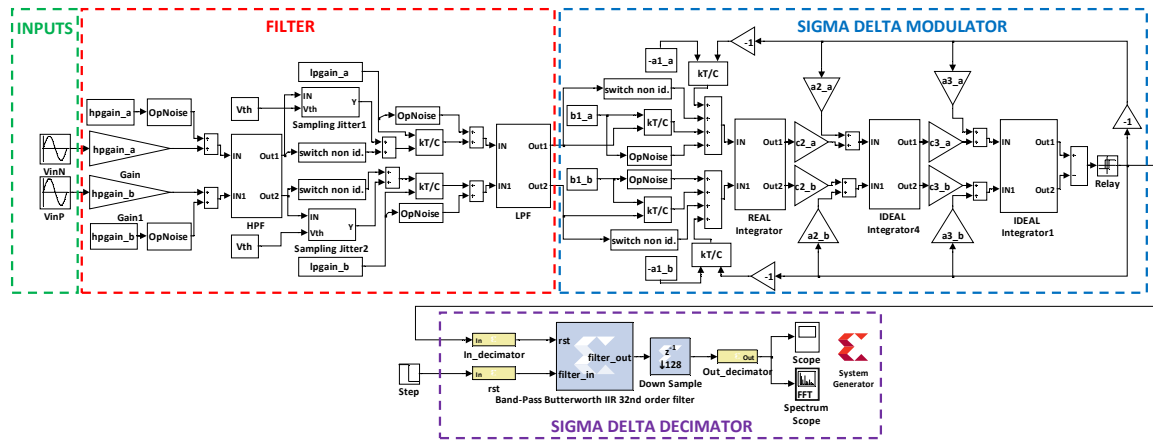 INPUTS
FILTER
SIGMA DELTA MODULATOR
VinN
VinP
hpgain_a
OpNoise
hpgain_a
Gain
hpgain_b
Gain1
hpgain_b
OpNoise
+
+
+
+
IN
IN1
Out1
Out2
HPF
lpgain_a
Vth
IN
Vth
Y
Sampling Jitter1
switch non id.
OpNoise
kT/C
+
+
+
+
switch non id.
IN
Vth
Y
Sampling Jitter2
Vth
lpgain_b
kT/C
OpNoise
+
+
+
+
IN
IN1
Out1
Out2
LPF
-a1_a
kT/C
-1
switch non id.
b1_a
kT/C
OpNoise
b1_b
OpNoise
kT/C
switch non id.
-a1_b
kT/C
-1
IN
IN1
Out1
Out2
REAL
Integrator
a2_a
c2_a
c2_b
a2_b
+
+
+
+
IN
IN1
Out1
Out2
IDEAL
Integrator4
a3_a
c3_a
c3_b
a3_b
+
+
+
+
IN
IN1
Out1
Out2
IDEAL
Integrator1
+
-
Relay
-1
Step
In
In_decimator
In
rst
rst
filter_in
filter_out
Band-Pass Butterworth IIR 32nd order filter
z⁻¹
↓128
Down Sample
Out
Out_decimator
Scope
FFT
Spectrum
Scope
System
Generator
SIGMA DELTA DECIMATOR